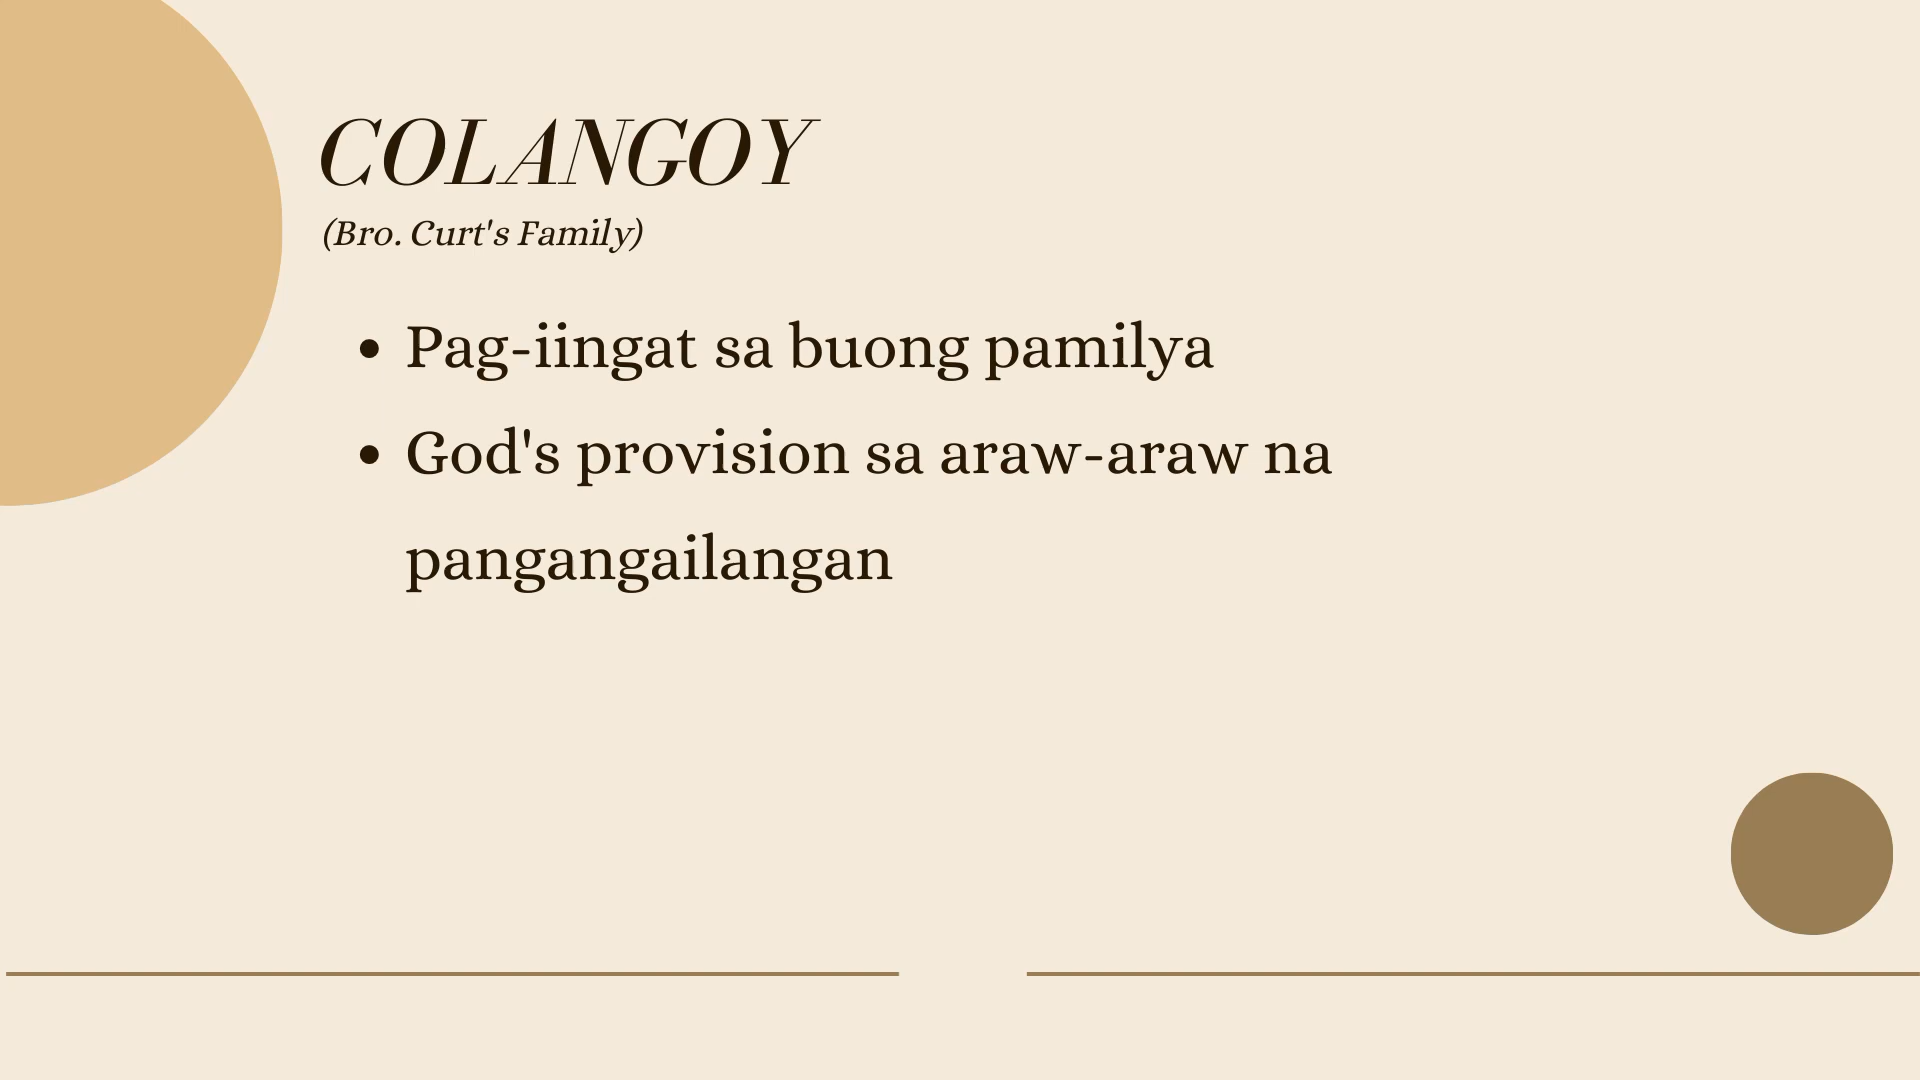 COLANGOY
(Bro. Curt's Family)
• Pag-iingat sa buong pamilya
• God's provision sa araw-araw na
pangangailangan